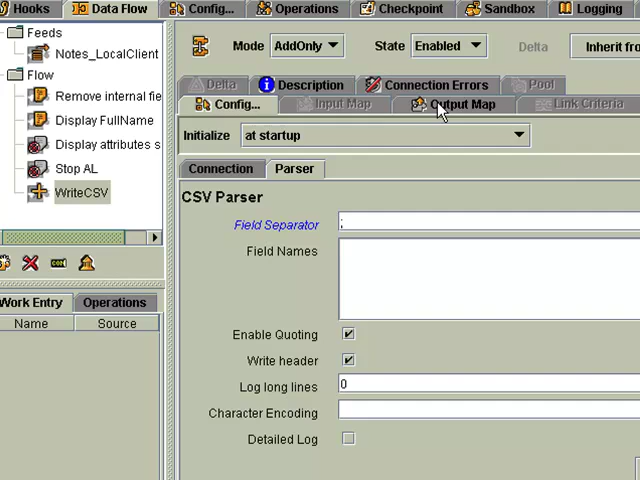 Hooks Data Flow Config... Operations Checkpoint Sandbox Logging
Feeds
Notes_LocalClient
Flow
Remove internal fie
Display FullName
Display attributes s
Stop AL
WriteCSV
Work Entry Operations
Name Source
Mode AddOnly State Enabled Delta Inherit fro
Delta Description Connection Errors Pool
Config... Input Map Output Map Link Criteria
Initialize at startup
Connection Parser
CSV Parser
Field Separator ;
Field Names
Enable Quoting
Write header
Log long lines 0
Character Encoding
Detailed Log